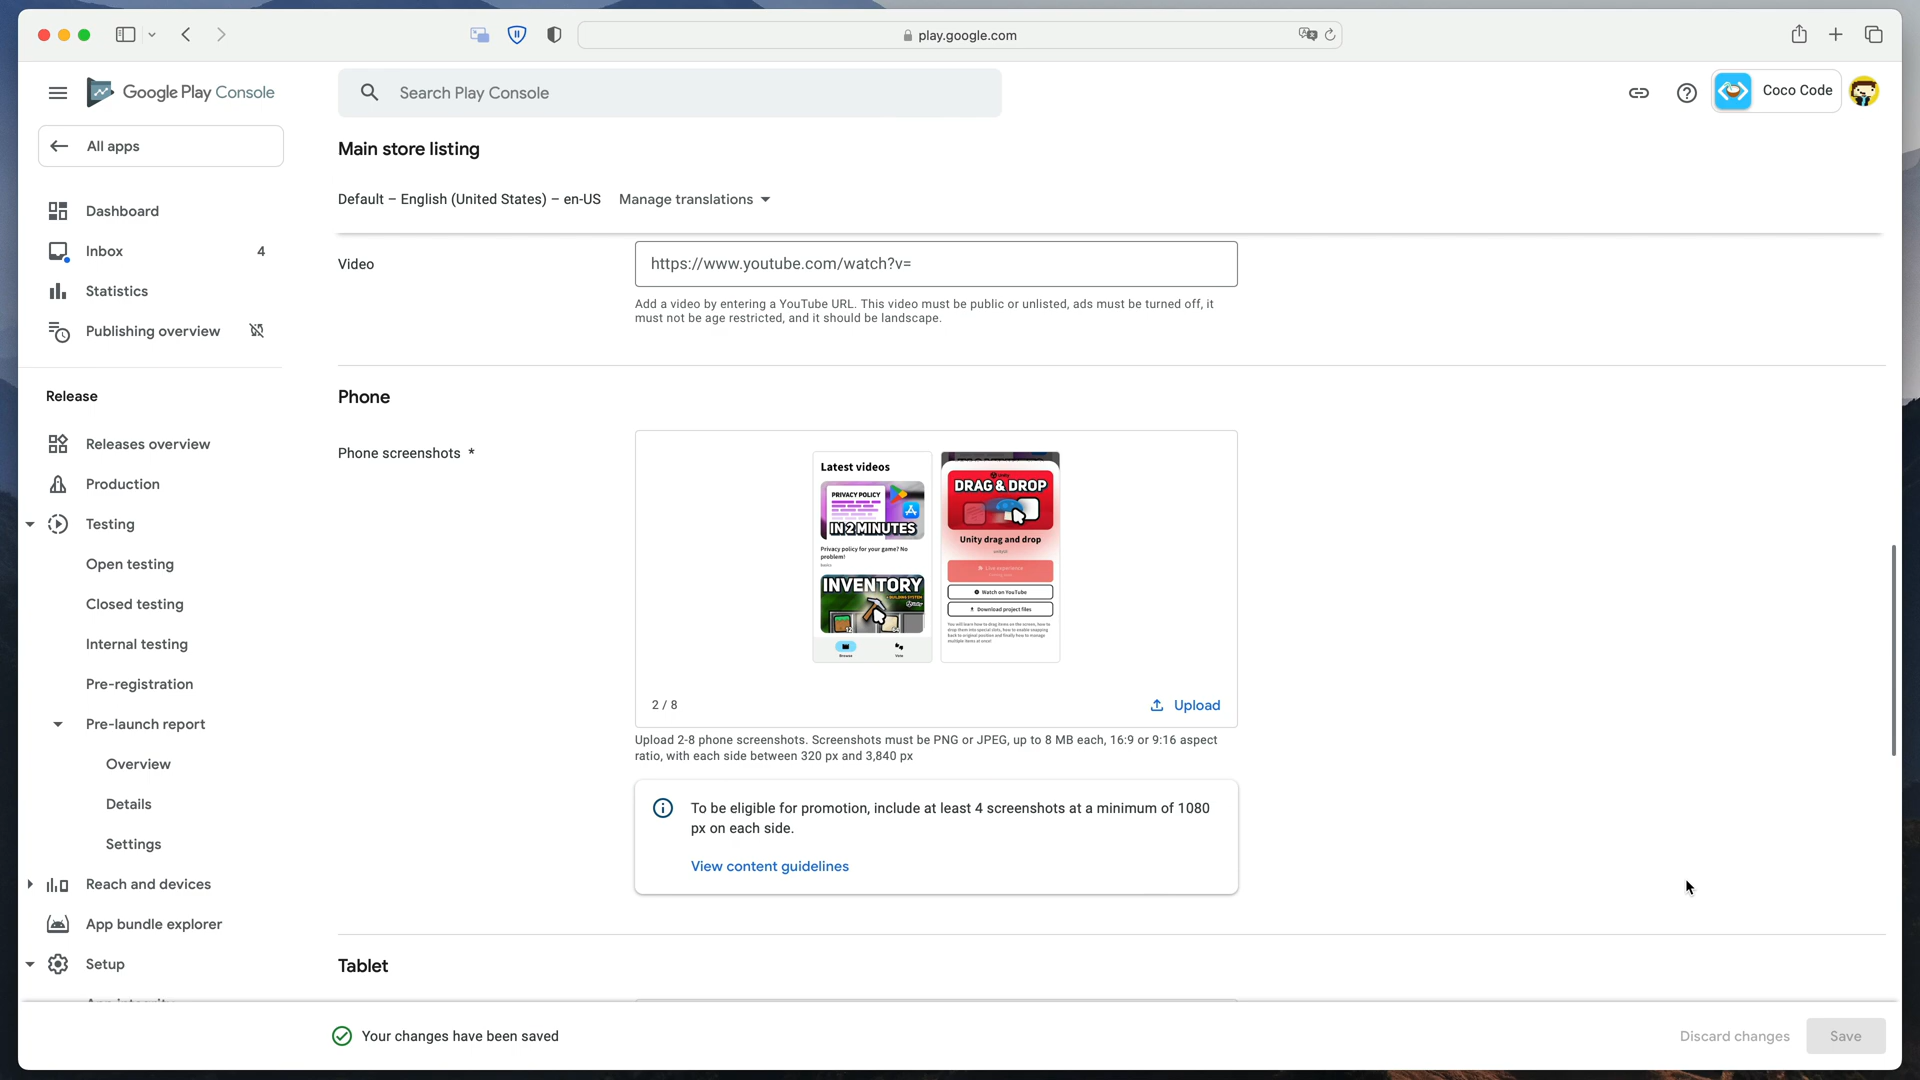 play.google.com
Google Play Console
Search Play Console
Coco Code
All apps
Main store listing
Default – English (United States) – en-US Manage translations
Dashboard
Inbox 4
Statistics
Publishing overview
Release
Releases overview
Production
Testing
Open testing
Closed testing
Internal testing
Pre-registration
Pre-launch report
Overview
Details
Settings
Reach and devices
App bundle explorer
Setup
Video
https://www.youtube.com/watch?v=
Add a video by entering a YouTube URL. This video must be public or unlisted, ads must be turned off, it
must not be age restricted, and it should be landscape.
Phone
Phone screenshots *
Latest videos
PRIVACY POLICY
IN 2 MINUTES
Privacy policy for your game? No
problem!
basics
INVENTORY
Browse
Vote
DRAG & DROP
Unity drag and drop
Live experience
Watch on YouTube
Download project files
You will learn how to drag items on the screen, how to
drop them into special slots, how to enable snapping
back to original position and finally how to manage
multiple items at once!
2 / 8
Upload
Upload 2-8 phone screenshots. Screenshots must be PNG or JPEG, up to 8 MB each, 16:9 or 9:16 aspect
ratio, with each side between 320 px and 3,840 px
To be eligible for promotion, include at least 4 screenshots at a minimum of 1080
px on each side.
View content guidelines
Tablet
Your changes have been saved
Discard changes
Save